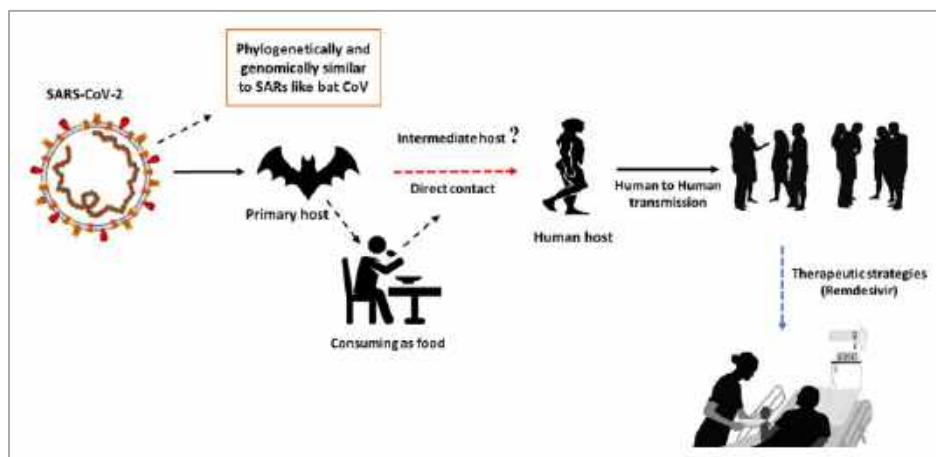 Phylogenetically and
genomically similar
to SARs like bat CoV
SARS-CoV-2
Intermediate host ?
Direct contact
Primary host
Human host
Human to Human
transmission
Consuming as food
Therapeutic strategies
(Remdesivir)